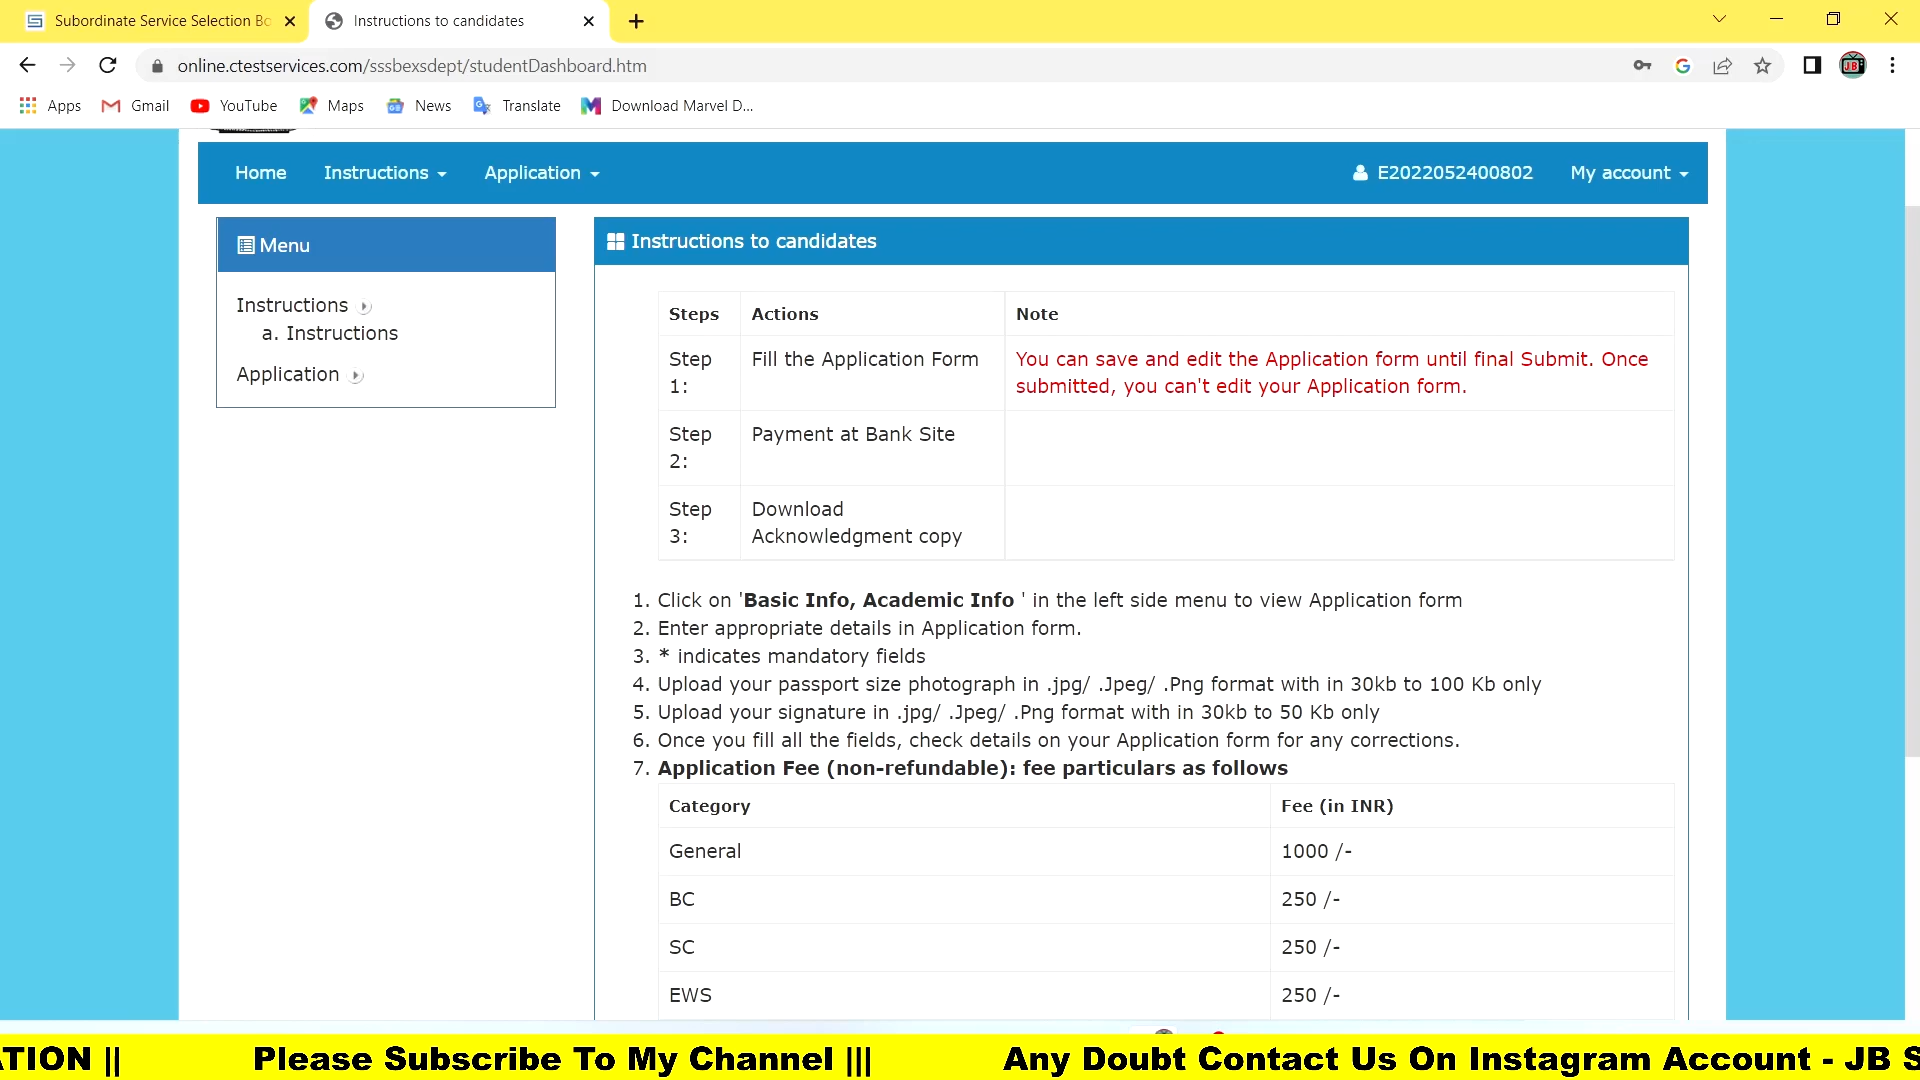 Subordinate Service Selection Bo
Instructions to candidates
online.ctestservices.com/sssbexsdept/studentDashboard.htm
Apps
Gmail
YouTube
Maps
News
Translate
Download Marvel D...
Home
Instructions
Application
E2022052400802
My account
Menu
Instructions
a. Instructions
Application
Instructions to candidates
Steps Actions Note
Step 1: Fill the Application Form You can save and edit the Application form until final Submit. Once
submitted, you can't edit your Application form.
Step 2: Payment at Bank Site
Step 3: Download
Acknowledgment copy
1. Click on 'Basic Info, Academic Info ' in the left side menu to view Application form
2. Enter appropriate details in Application form.
3. * indicates mandatory fields
4. Upload your passport size photograph in .jpg/ .Jpeg/ .Png format with in 30kb to 100 Kb only
5. Upload your signature in .jpg/ .Jpeg/ .Png format with in 30kb to 50 Kb only
6. Once you fill all the fields, check details on your Application form for any corrections.
7. Application Fee (non-refundable): fee particulars as follows
Category Fee (in INR)
General 1000 /-
BC 250 /-
SC 250 /-
EWS 250 /-
ATION || Please Subscribe To My Channel ||| Any Doubt Contact Us On Instagram Account - JB S